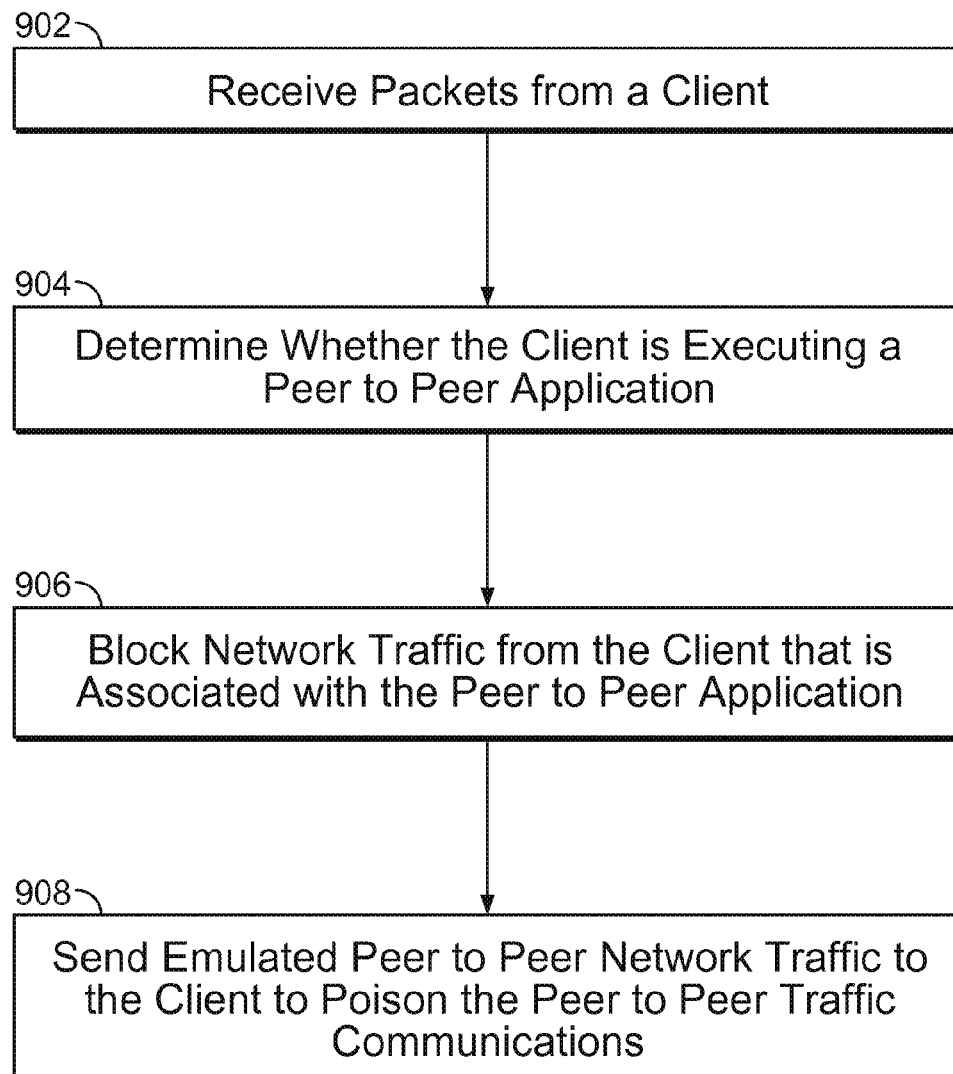 902
Receive Packets from a Client
904
Determine Whether the Client is Executing a
Peer to Peer Application
906
Block Network Traffic from the Client that is
Associated with the Peer to Peer Application
908
Send Emulated Peer to Peer Network Traffic to
the Client to Poison the Peer to Peer Traffic
Communications